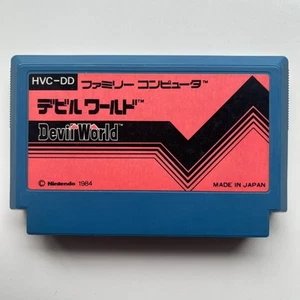 HVC-DD ファミリー コンピュータ™
デビル ワールド™
Devil World™
© Nintendo 1984
MADE IN JAPAN